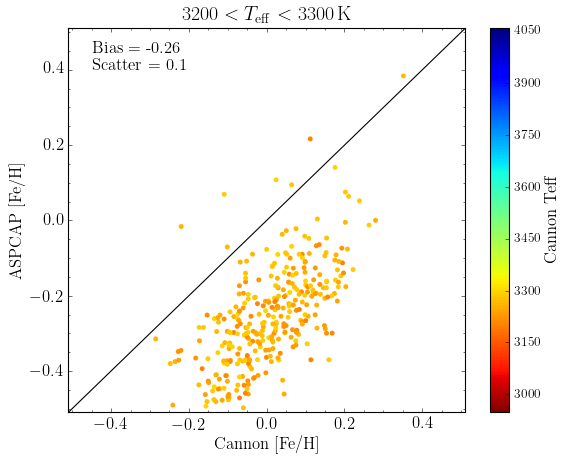 3200 < T_eff < 3300 K
Bias = -0.26
Scatter = 0.1
ASPCAP [Fe/H]
0.4
0.2
0.0
−0.2
−0.4
−0.4 −0.2 0.0 0.2 0.4
Cannon [Fe/H]
4050
3900
3750
3600
3450
3300
3150
3000
Cannon Teff